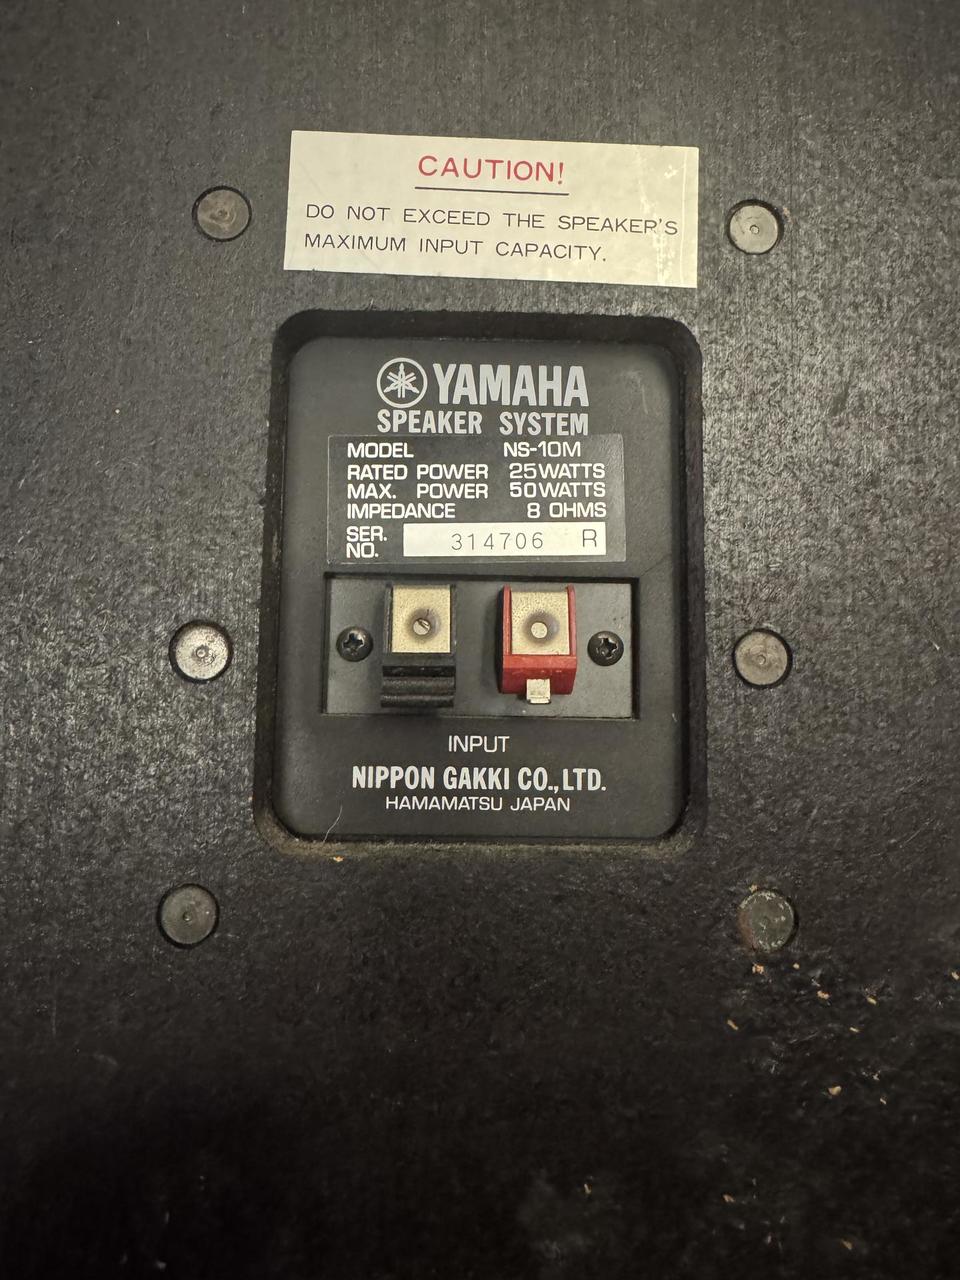 CAUTION!
DO NOT EXCEED THE SPEAKER'S
MAXIMUM INPUT CAPACITY.
YAMAHA
SPEAKER SYSTEM
MODEL NS-10M
RATED POWER 25WATTS
MAX. POWER 50WATTS
IMPEDANCE 8 OHMS
SER. NO. 314706 R
INPUT
NIPPON GAKKI CO.,LTD.
HAMAMATSU JAPAN